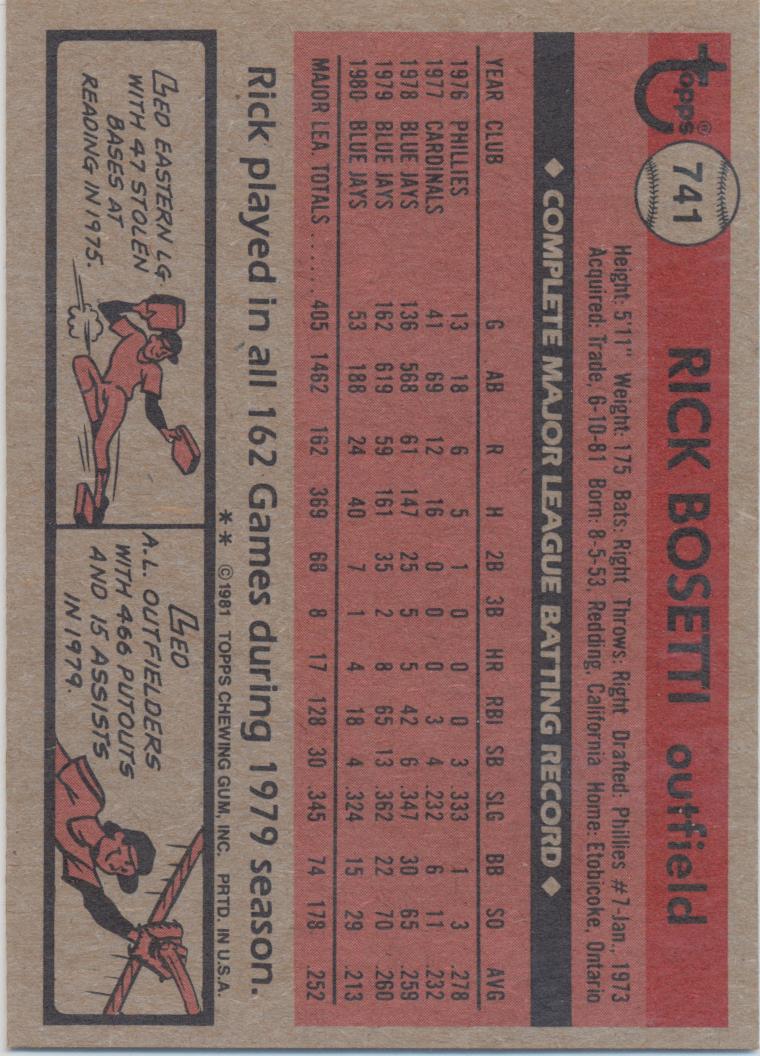 Topps®
741
RICK BOSETTI outfield
Height: 5'11" Weight: 175 Bats: Right Throws: Right Drafted: Phillies #7-Jan., 1973
Acquired: Trade, 6-10-81 Born: 8-5-53, Redding, California Home: Etobicoke, Ontario
◆ COMPLETE MAJOR LEAGUE BATTING RECORD ◆
YEAR CLUB G AB R H 2B 3B HR RBI SB SLG BB SO AVG
1976 PHILLIES 13 18 6 5 1 0 0 0 3 .333 1 3 .278
1977 CARDINALS 41 69 12 16 0 0 0 3 4 .232 6 11 .232
1978 BLUE JAYS 136 568 61 147 25 5 5 42 6 .347 30 65 .259
1979 BLUE JAYS 162 619 59 161 35 2 8 65 13 .362 22 70 .260
1980 BLUE JAYS 53 188 24 40 7 1 4 18 4 .324 15 29 .213
MAJOR LEA. TOTALS ...... 405 1462 162 369 68 8 17 128 30 .345 74 178 .252
Rick played in all 162 Games during 1979 season.
** ©1981 TOPPS CHEWING GUM, INC. PRTD. IN U.S.A.
LED EASTERN LG.
WITH 47 STOLEN
BASES AT
READING IN 1975.
LED
A.L. OUTFIELDERS
WITH 466 PUTOUTS
AND 15 ASSISTS
IN 1979.